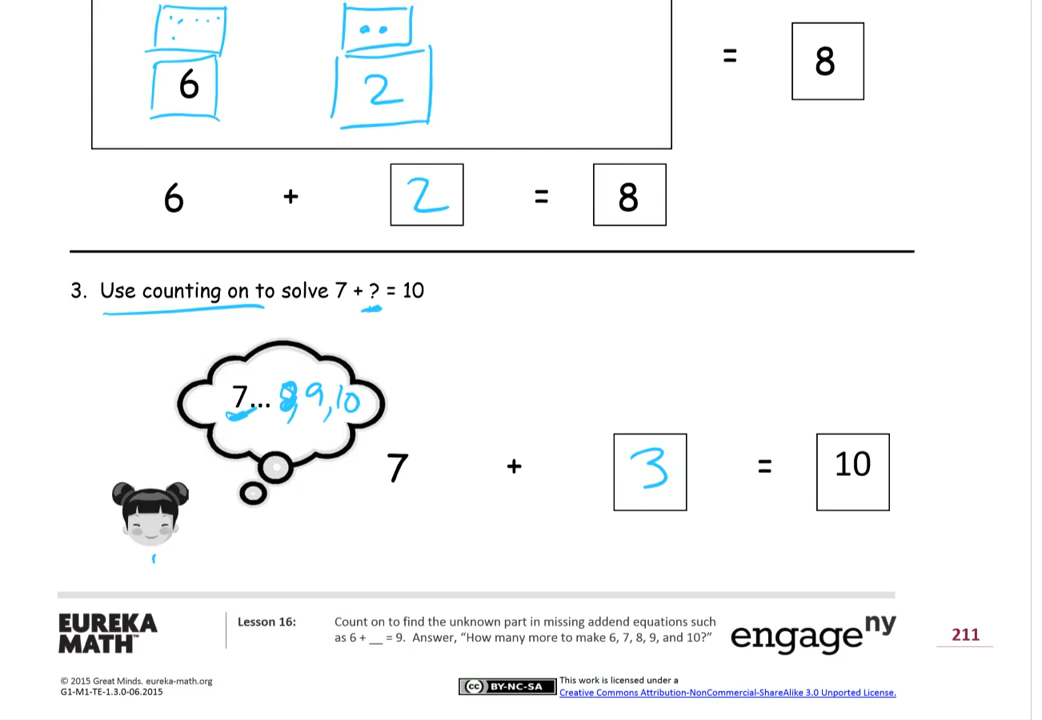 6 2 = 8
6 + 2 = 8
3. Use counting on to solve 7 + ? = 10
7... 8, 9, 10
7 + 3 = 10
EUREKA
MATH™
Lesson 16:
Count on to find the unknown part in missing addend equations such
as 6 + __ = 9. Answer, “How many more to make 6, 7, 8, 9, and 10?”
engage ny
211
© 2015 Great Minds. eureka-math.org
G1-M1-TE-1.3.0-06.2015
(cc) BY-NC-SA
This work is licensed under a
Creative Commons Attribution-NonCommercial-ShareAlike 3.0 Unported License.